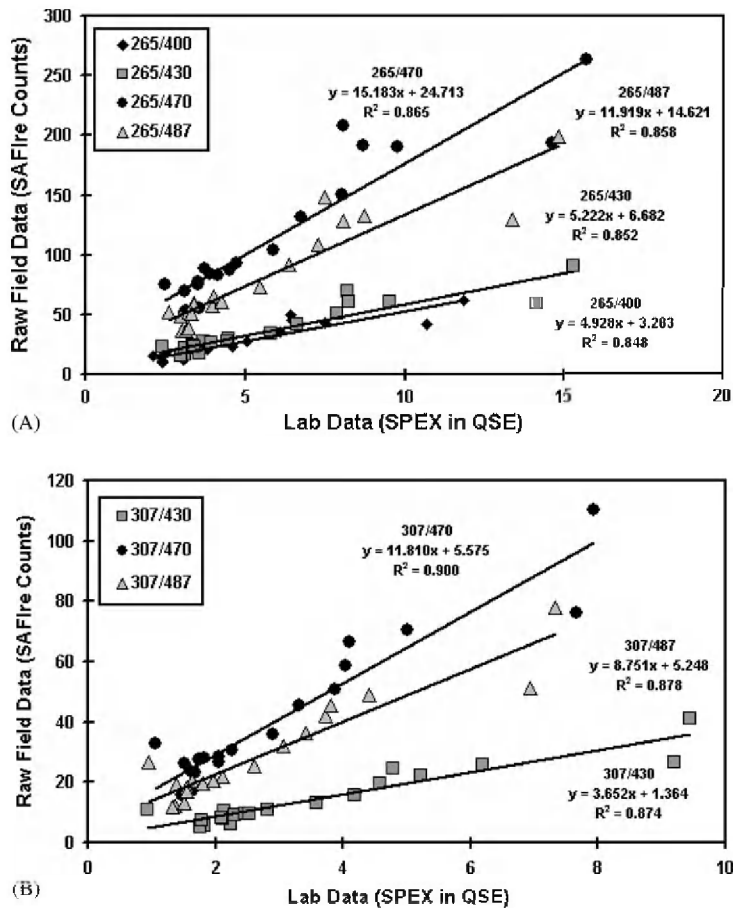 300
250
200
150
100
50
0
Raw Field Data (SAFIre Counts)
265/400
265/430
265/470
265/487
265/470
y = 15.183x + 24.713
R² = 0.865
265/487
y = 11.919x + 14.621
R² = 0.858
265/430
y = 5.222x + 6.682
R² = 0.852
265/400
y = 4.928x + 3.203
R² = 0.848
0 5 10 15 20
(A) Lab Data (SPEX in QSE)
120
100
80
60
40
20
0
Raw Field Data (SAFIre Counts)
307/430
307/470
307/487
307/470
y = 11.810x + 5.575
R² = 0.900
307/487
y = 8.751x + 5.248
R² = 0.878
307/430
y = 3.652x + 1.364
R² = 0.874
0 2 4 6 8 10
(B) Lab Data (SPEX in QSE)